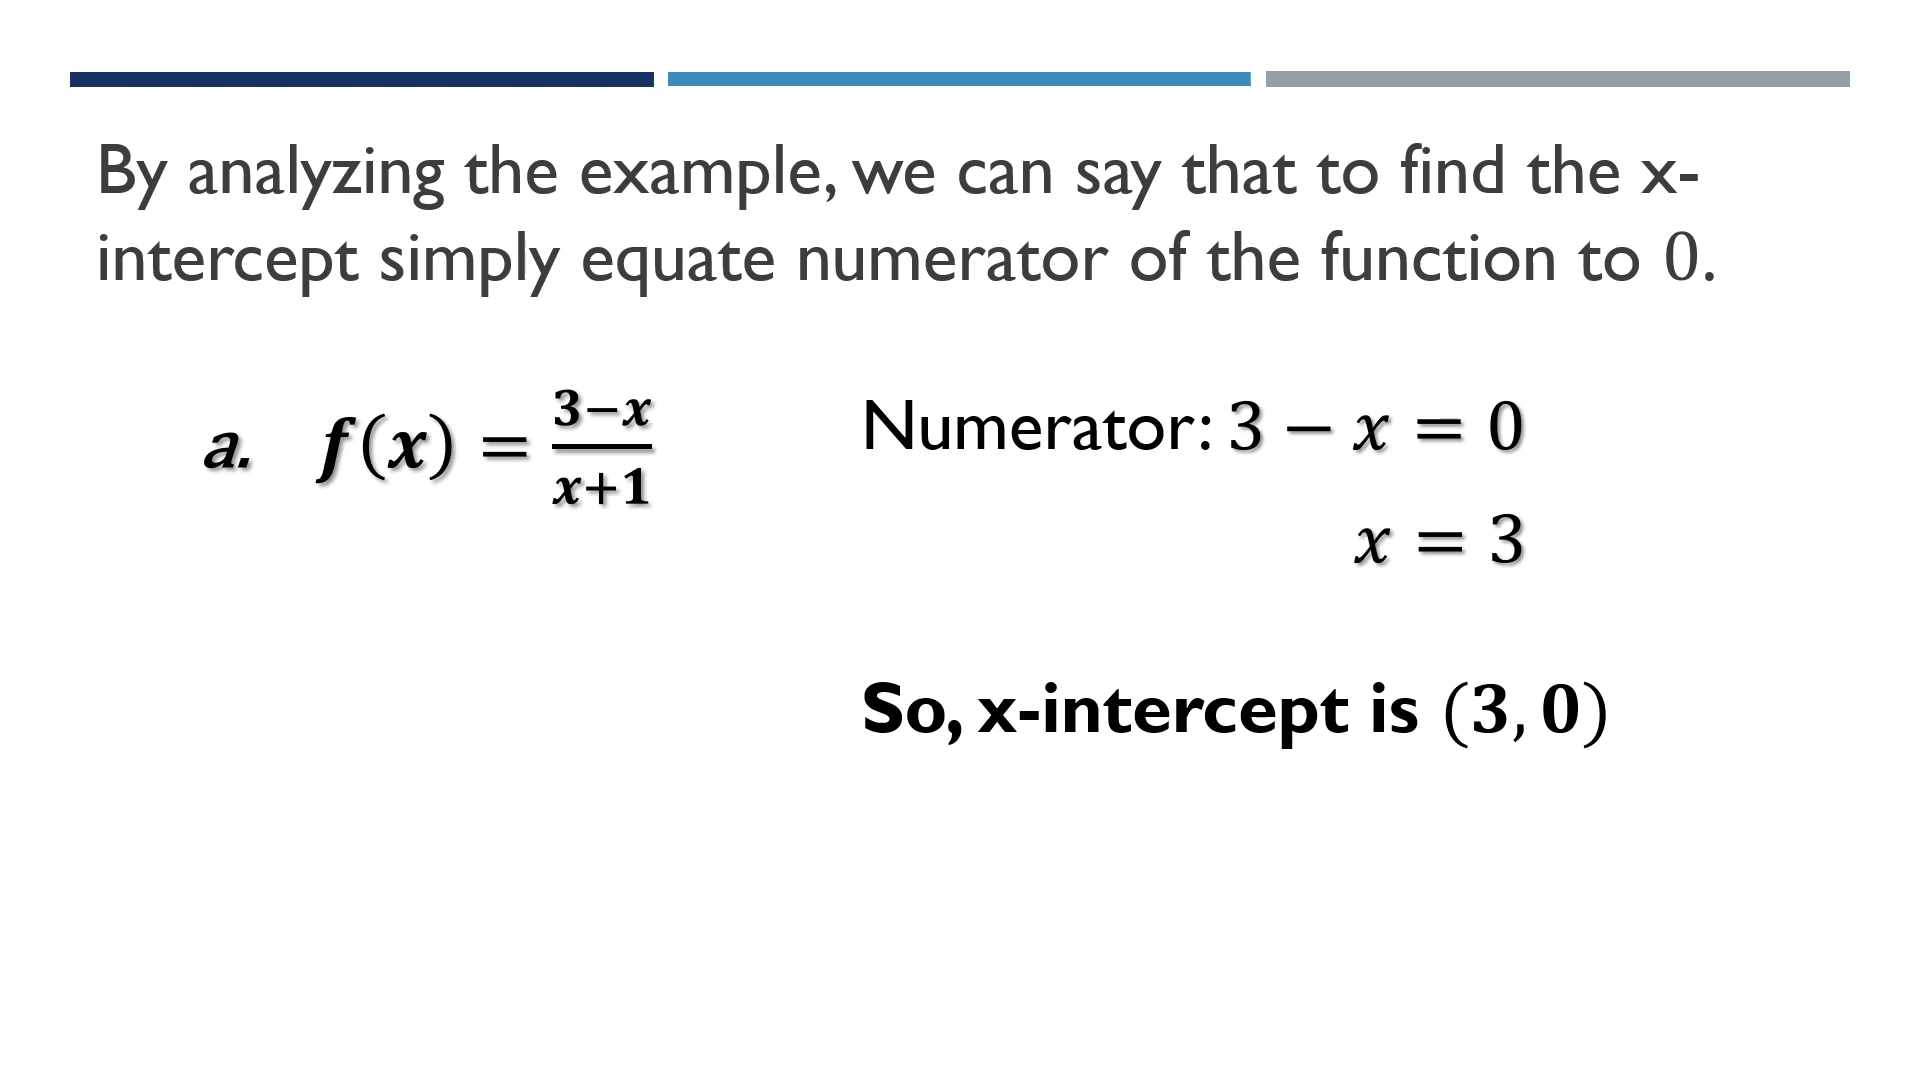 By analyzing the example, we can say that to find the x-
intercept simply equate numerator of the function to 0.
a. f(x) = \frac{3-x}{x+1}
Numerator: 3 − x = 0
x = 3
So, x-intercept is (3, 0)